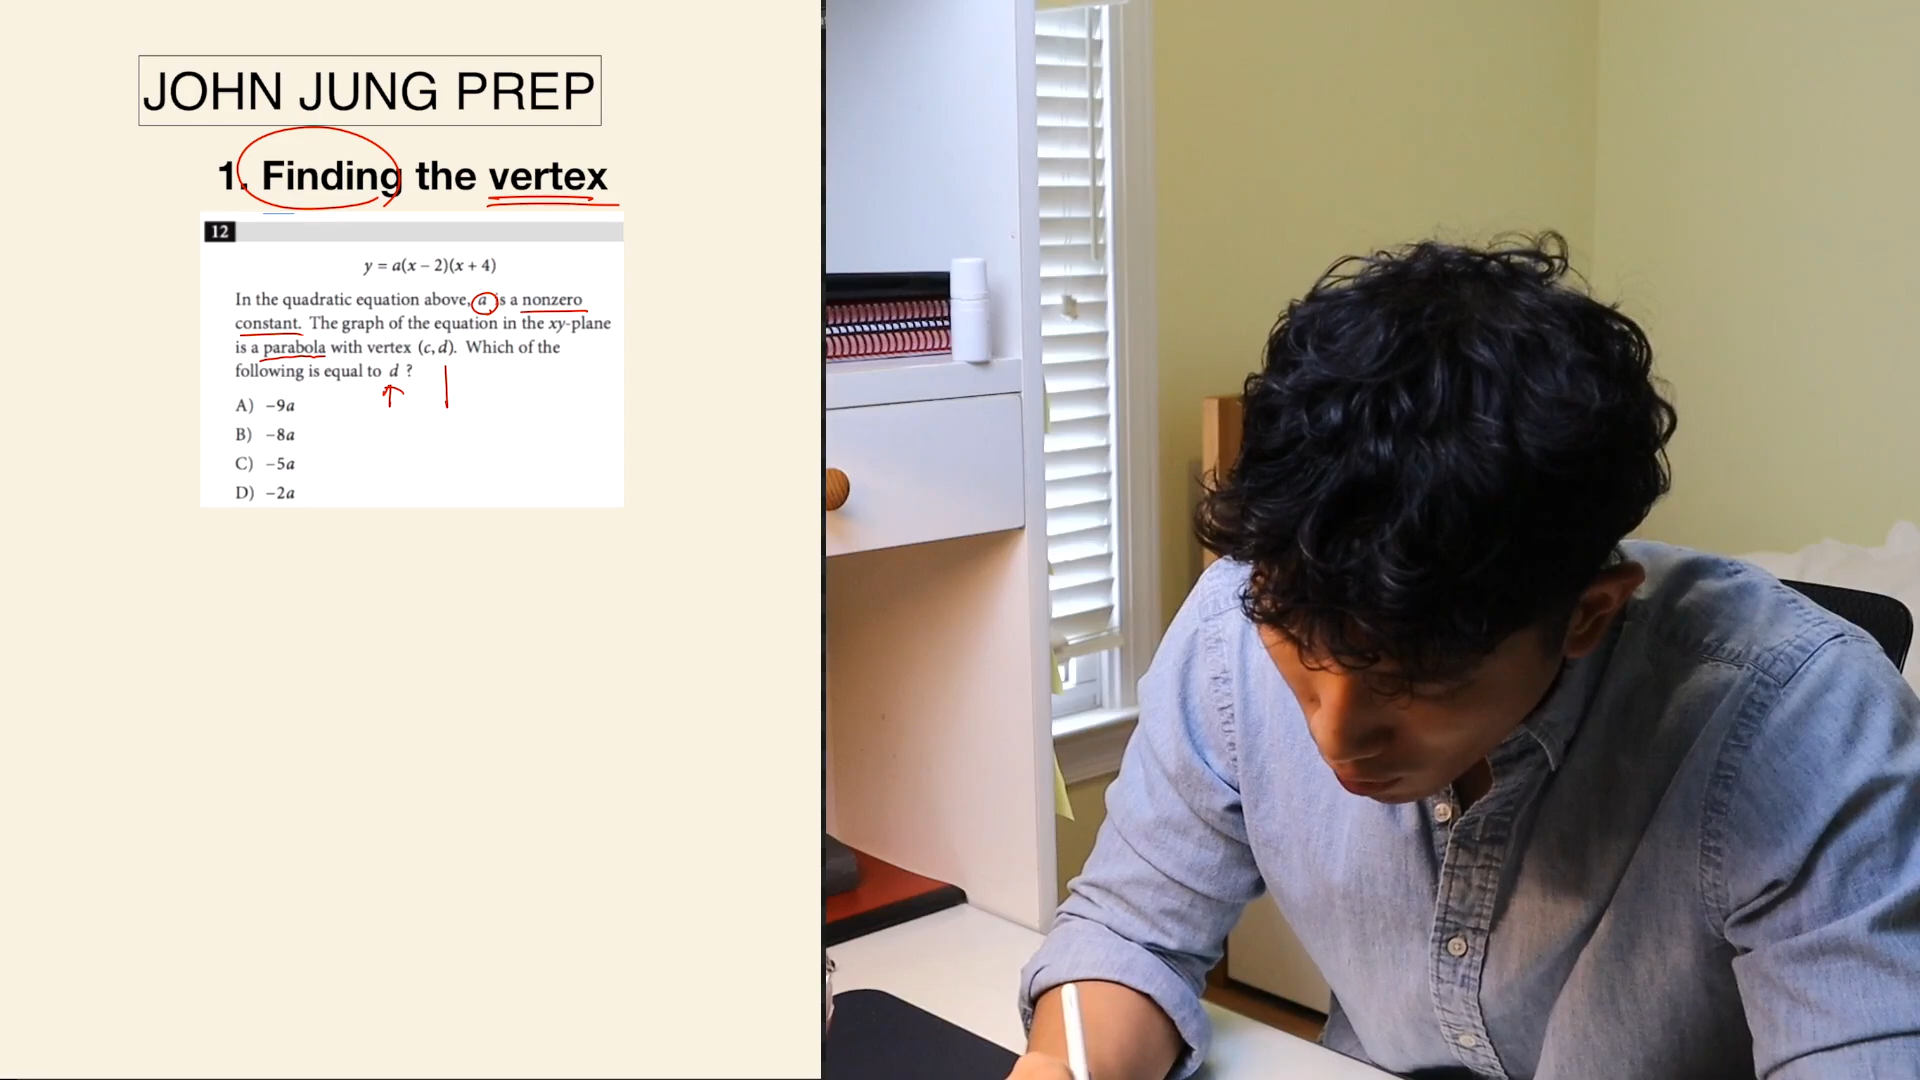 JOHN JUNG PREP
1. Finding the vertex
12
y = a(x – 2)(x + 4)
In the quadratic equation above, a is a nonzero
constant. The graph of the equation in the xy-plane
is a parabola with vertex (c, d). Which of the
following is equal to d ?
A) –9a
B) –8a
C) –5a
D) –2a